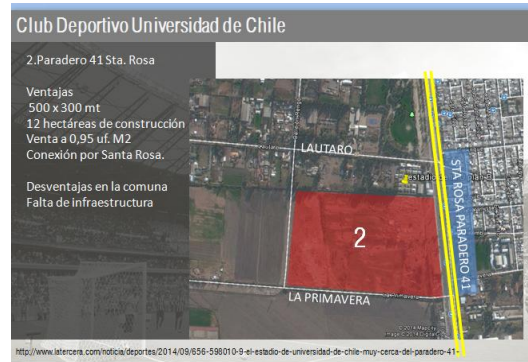 Club Deportivo Universidad de Chile
2.Paradero 41 Sta. Rosa
Ventajas
500 x 300 mt
12 hectáreas de construcción
Venta a 0,95 uf. M2
Conexión por Santa Rosa.
Desventajas en la comuna
Falta de infraestructura
LAUTARO
estadio
STA ROSA PARADERO 41
2
LA PRIMAVERA
http://www.latercera.com/noticia/deportes/2014/09/656-598010-9-el-estadio-de-universidad-de-chile-muy-cerca-del-paradero-41-